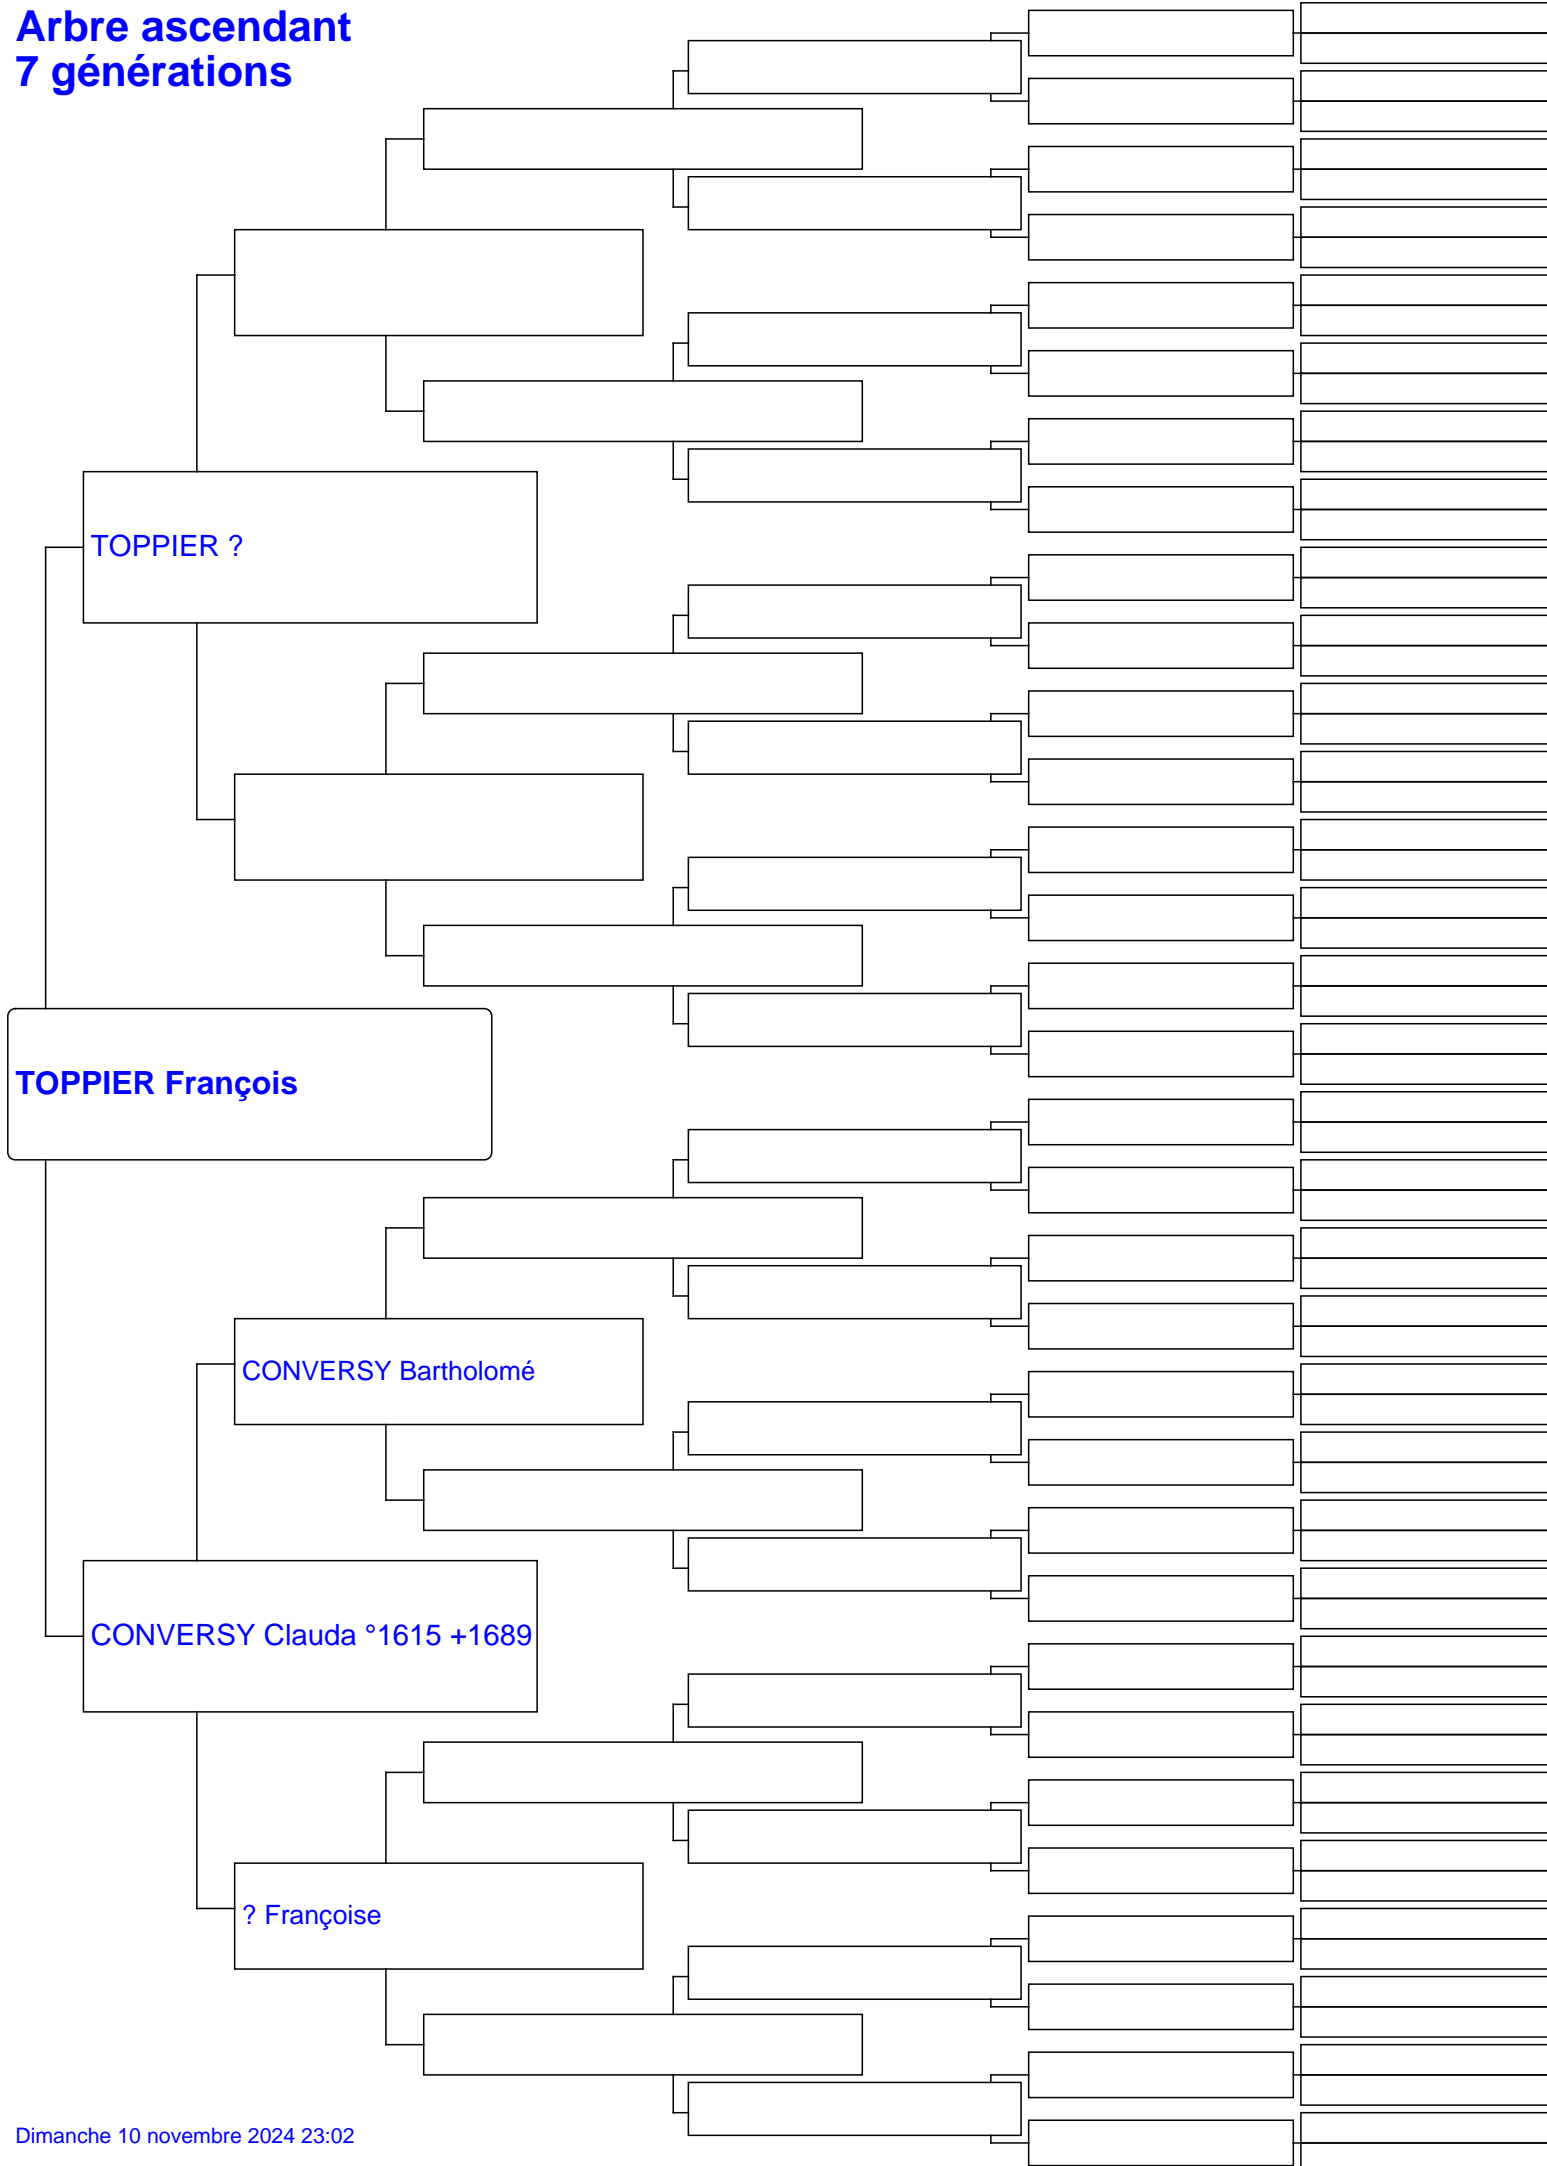 Arbre ascendant
7 générations
TOPPIER ?
TOPPIER François
CONVERSY Bartholomé
CONVERSY Clauda °1615 +1689
? Françoise
Dimanche 10 novembre 2024 23:02